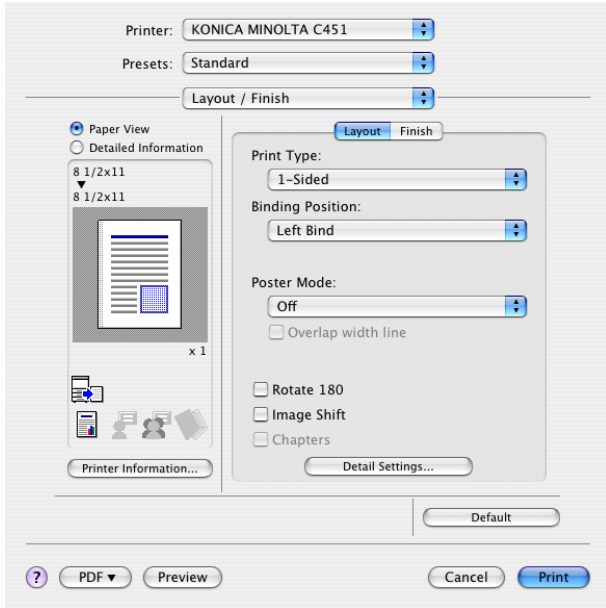 Printer: KONICA MINOLTA C451
Presets: Standard
Layout / Finish
Paper View
Detailed Information
8 1/2x11
8 1/2x11
x 1
Printer Information...
Layout Finish
Print Type:
1-Sided
Binding Position:
Left Bind
Poster Mode:
Off
Overlap width line
Rotate 180
Image Shift
Chapters
Detail Settings...
Default
? PDF▼ Preview Cancel Print